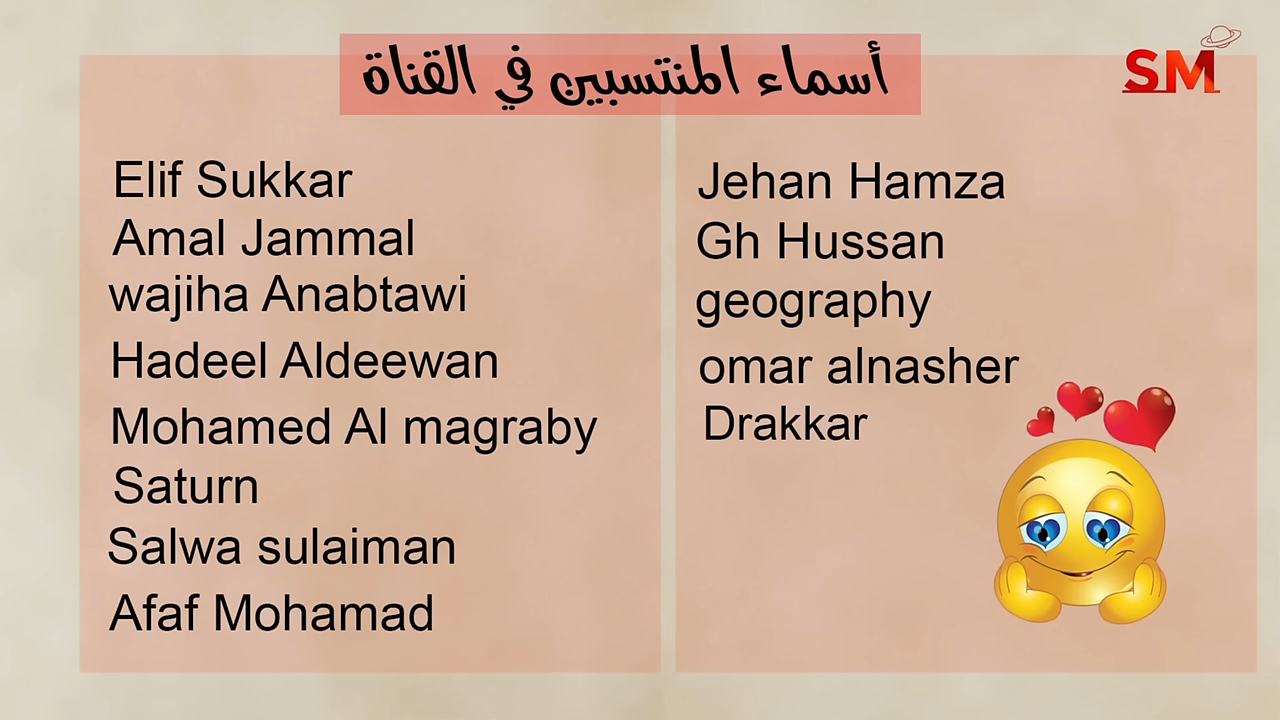 أسماء المنتسبين في القناة
SM
Elif Sukkar
Amal Jammal
wajiha Anabtawi
Hadeel Aldeewan
Mohamed Al magraby
Saturn
Salwa sulaiman
Afaf Mohamad
Jehan Hamza
Gh Hussan
geography
omar alnasher
Drakkar